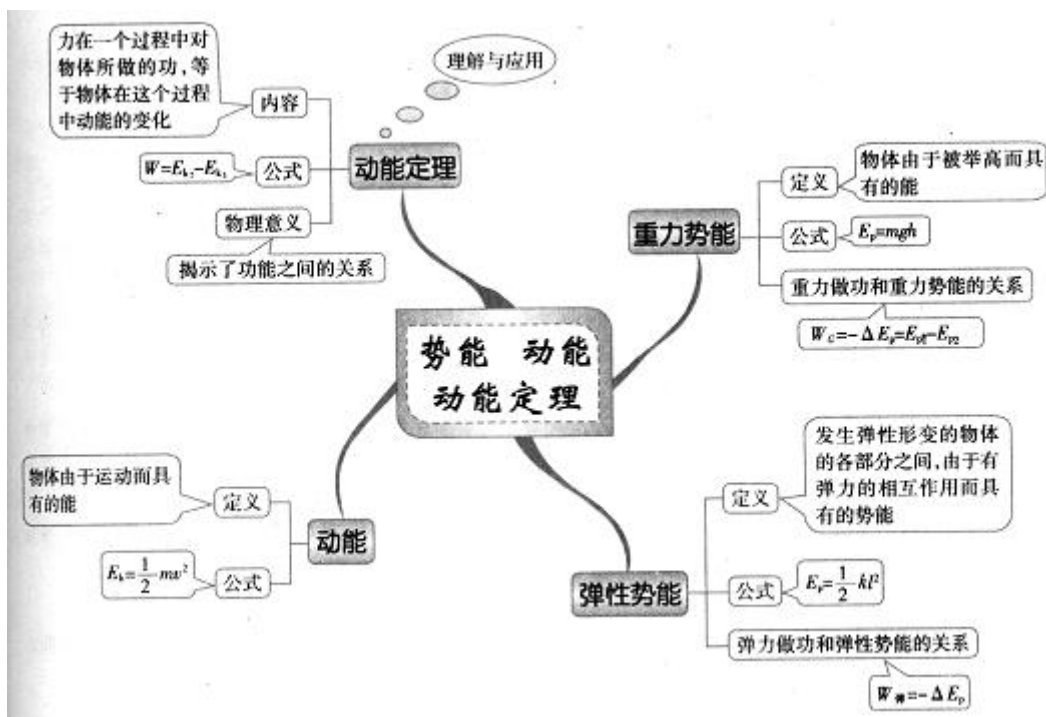 势能 动能
动能定理
动能定理
理解与应用
内容
力在一个过程中对
物体所做的功，等
于物体在这个过程
中动能的变化
公式
W=Eₖ₂-Eₖ₁
物理意义
揭示了功能之间的关系
重力势能
定义
物体由于被举高而具
有的能
公式
Eₚ=mgh
重力做功和重力势能的关系
W_G=-ΔEₚ=Eₚ₁-Eₚ₂
动能
定义
物体由于运动而具
有的能
公式
Eₖ=1/2 mv²
弹性势能
定义
发生弹性形变的物体
的各部分之间，由于有
弹力的相互作用而具
有的势能
公式
Eₚ=1/2 kl²
弹力做功和弹性势能的关系
W弹=-ΔEₚ